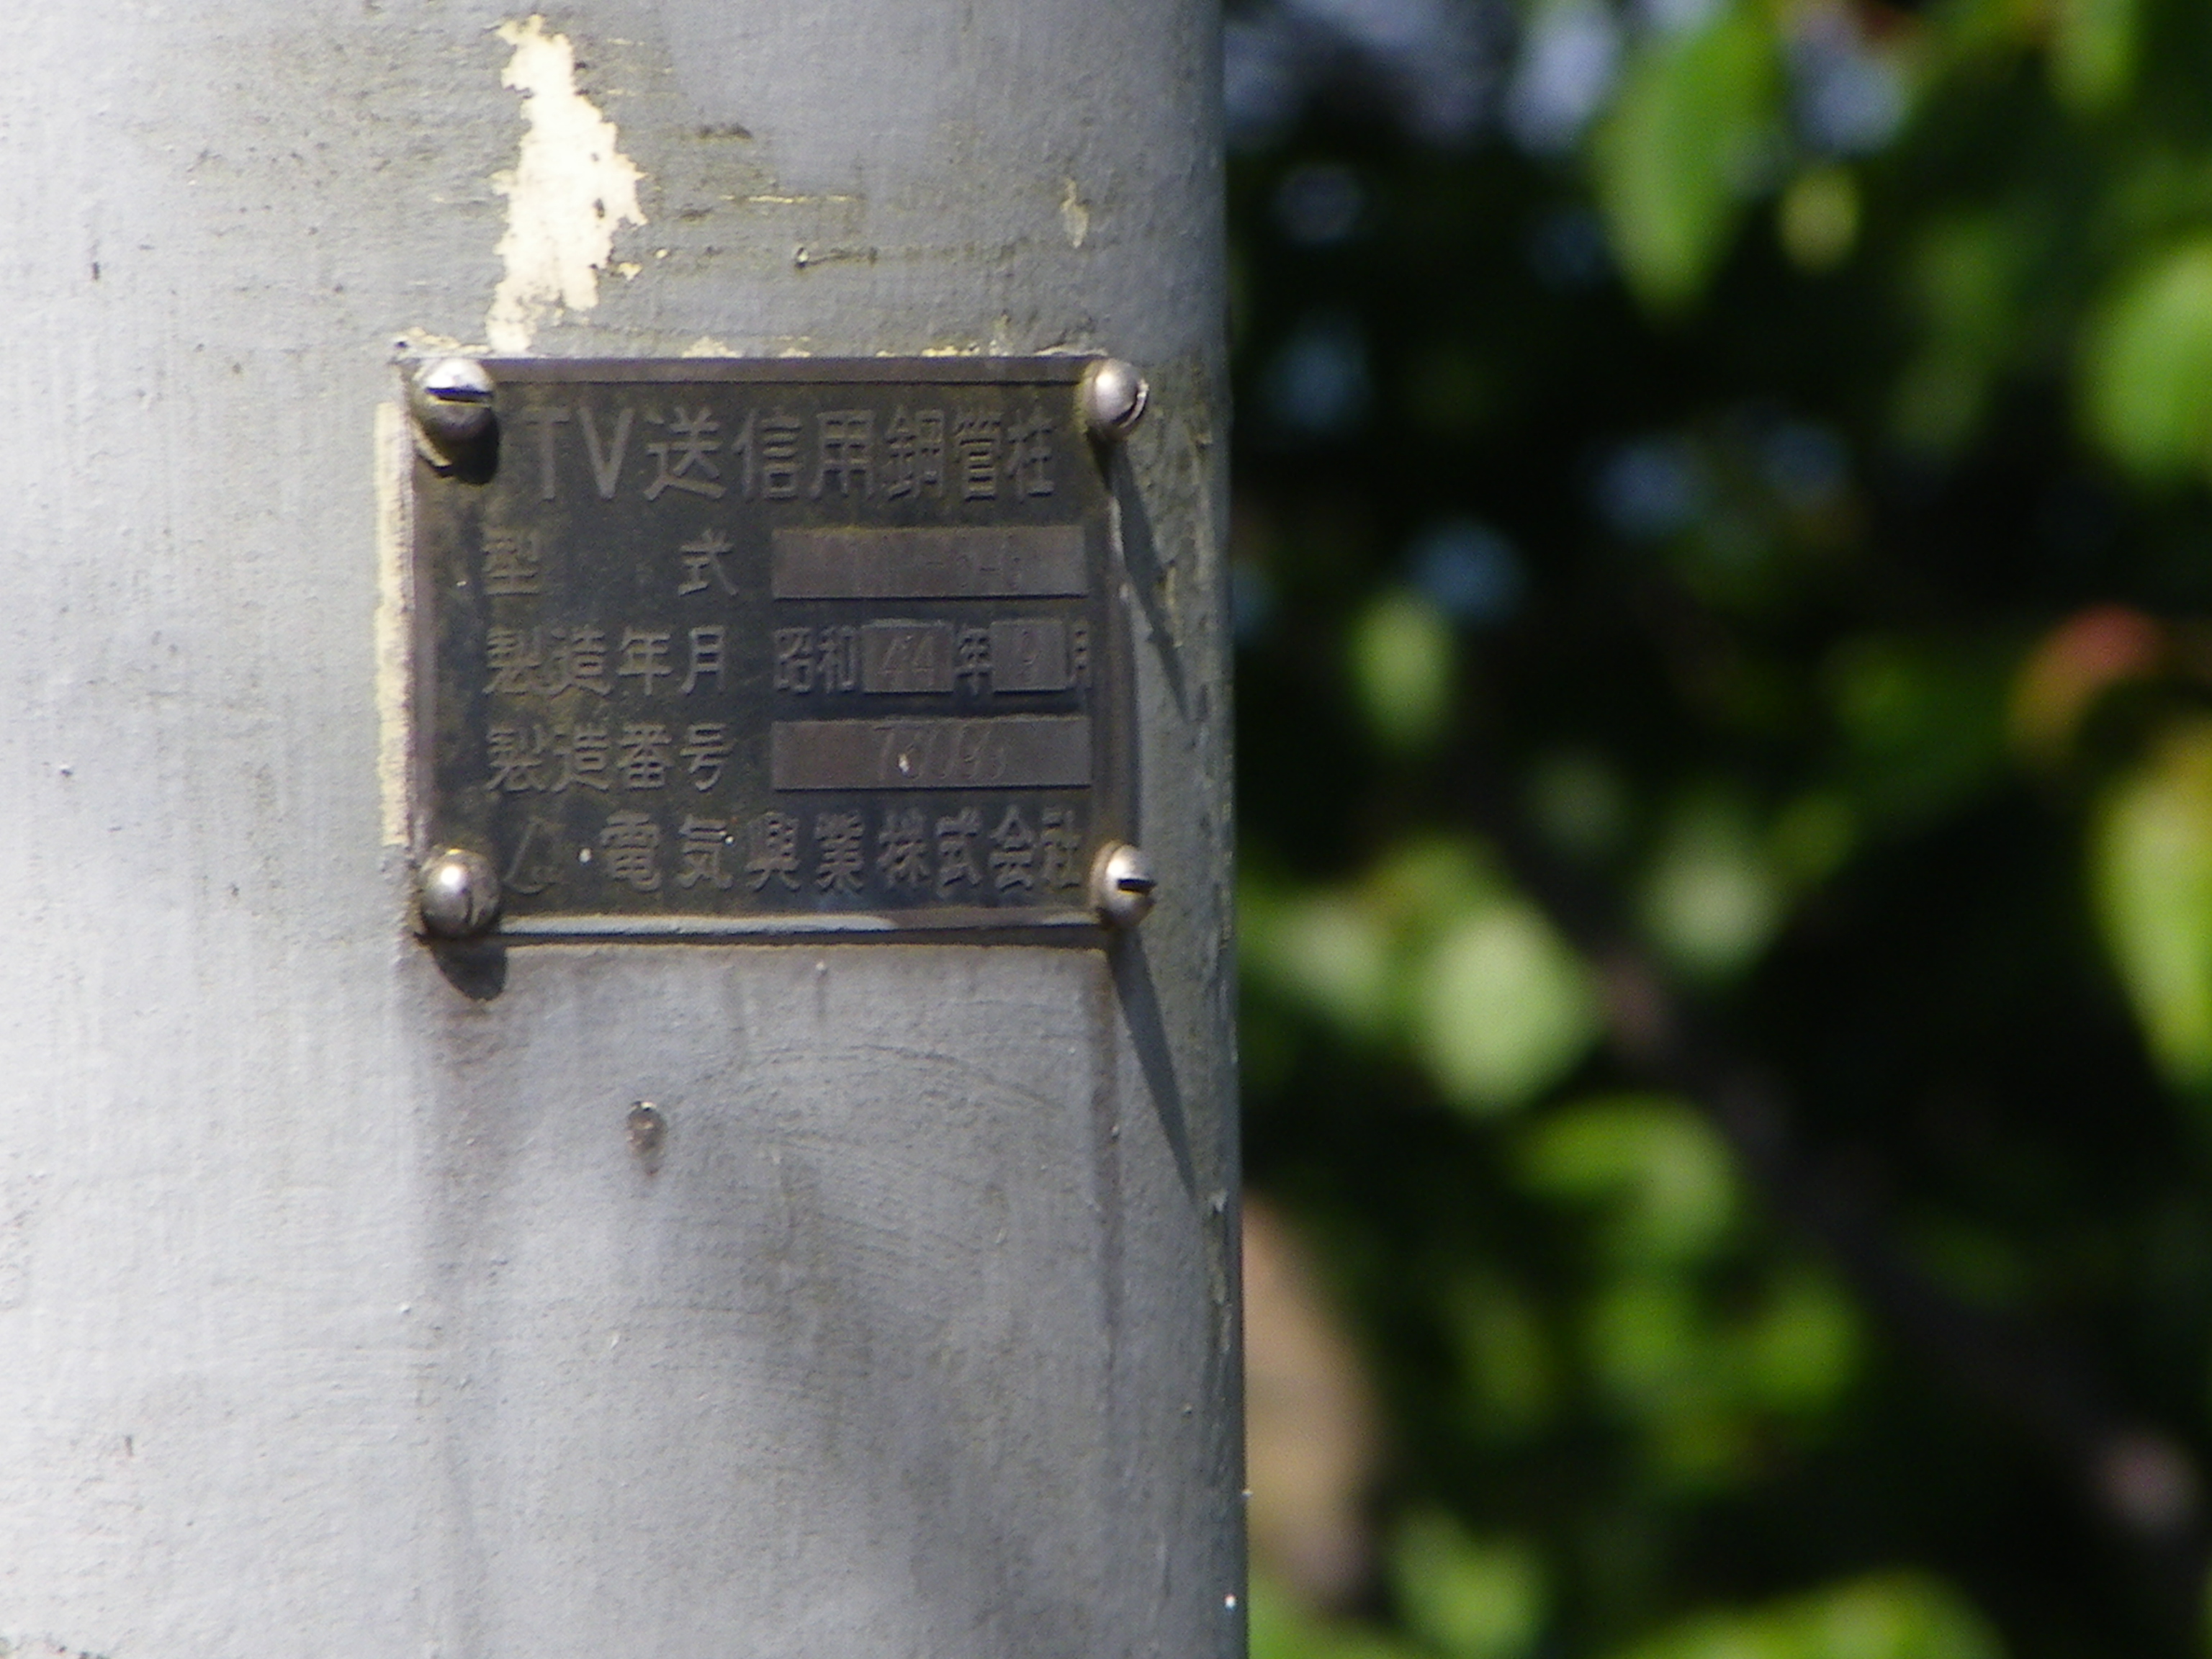 TV送信用鋼管柱
型 式
製造年月 昭和44年9月
製造番号
電気興業株式会社